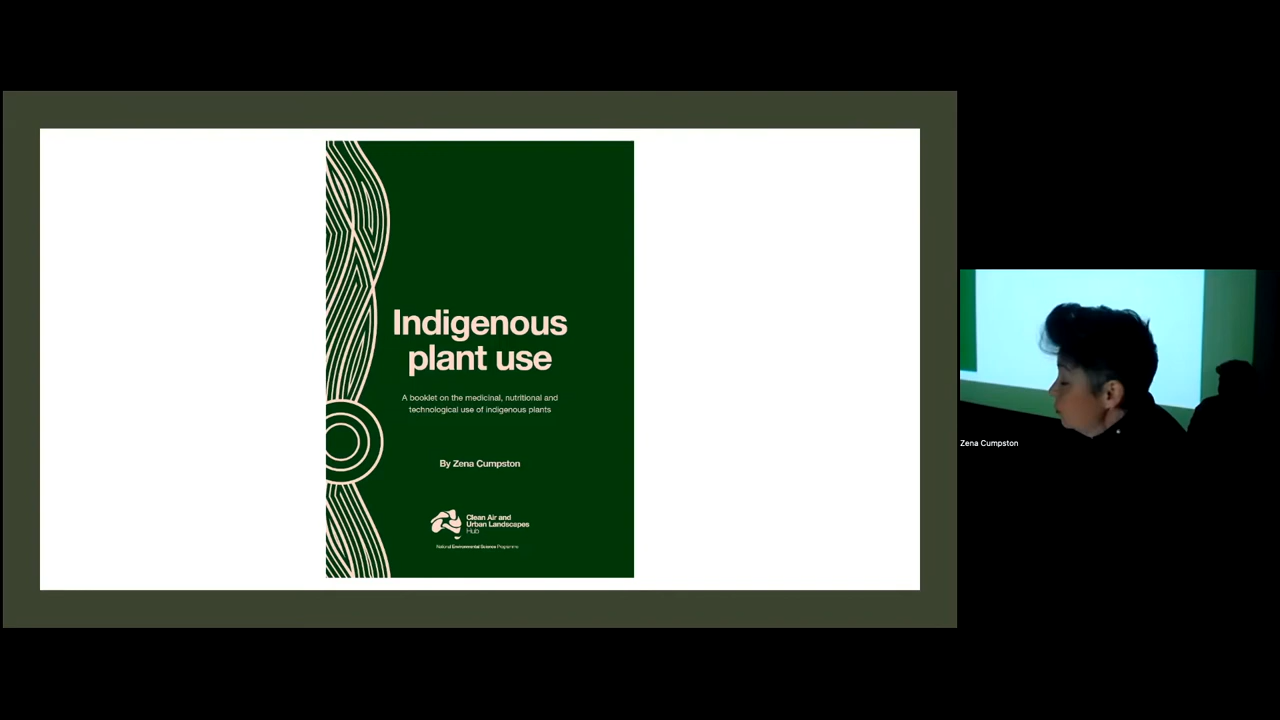 Indigenous
plant use
A booklet on the medicinal, nutritional and
technological use of indigenous plants
By Zena Cumpston
Clean Air and
Urban Landscapes
Hub
National Environmental Science Programme
Zena Cumpston